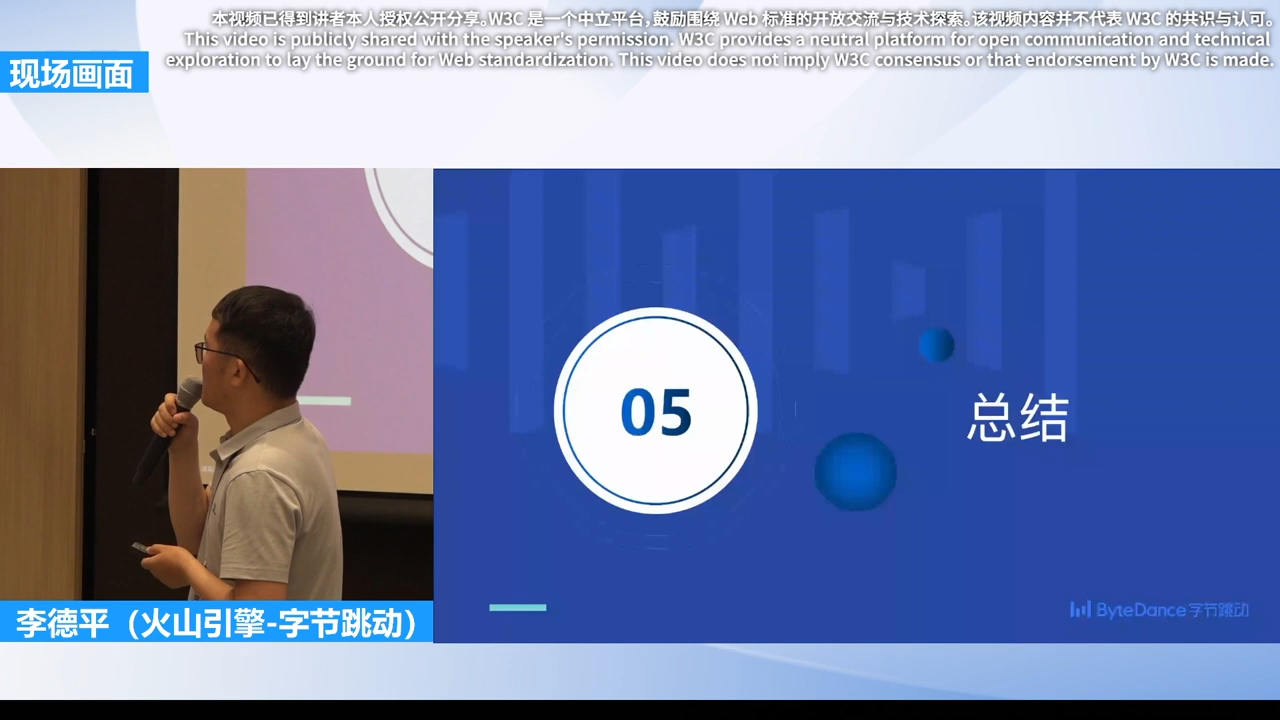 本视频已得到讲者本人授权公开分享。W3C 是一个中立平台，鼓励围绕 Web 标准的开放交流与技术探索。该视频内容并不代表 W3C 的共识与认可。
This video is publicly shared with the speaker's permission. W3C provides a neutral platform for open communication and technical
exploration to lay the ground for Web standardization. This video does not imply W3C consensus or that endorsement by W3C is made.
现场画面
05
总结
ByteDance字节跳动
李德平（火山引擎-字节跳动）